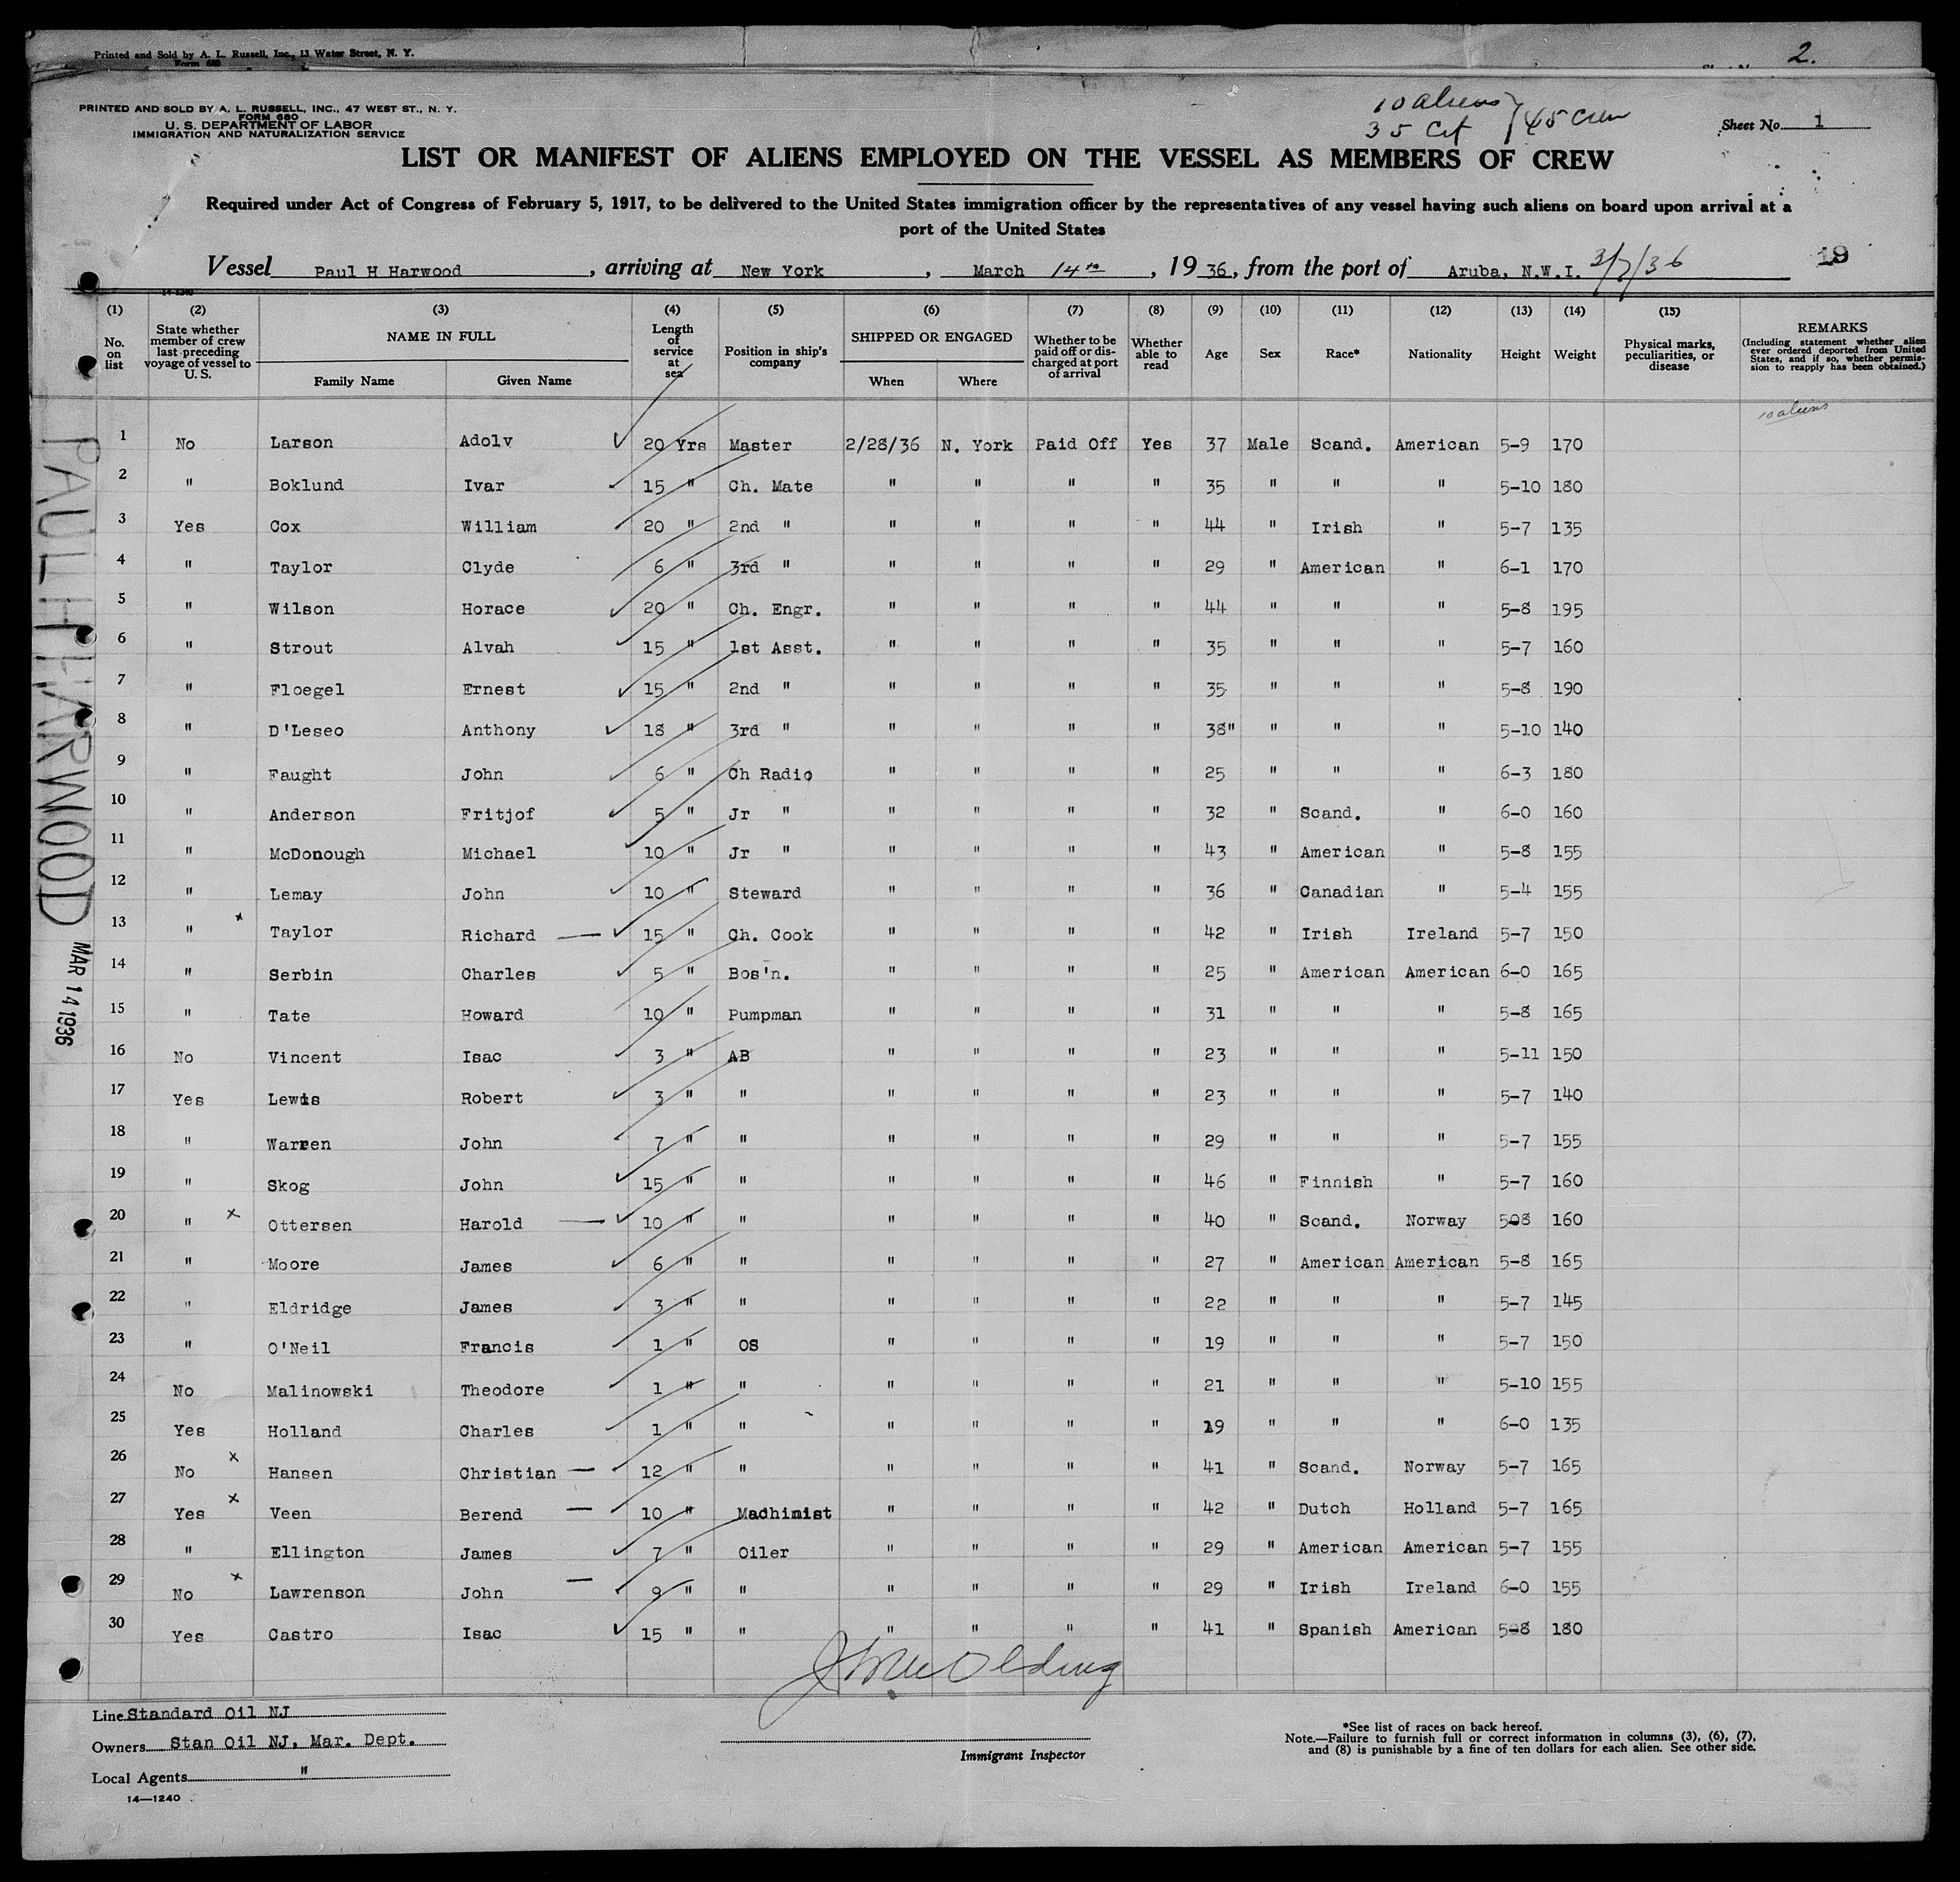 Printed and Sold by A. L. Russell, Inc., 13 Water Street, N. Y.
Form 680
2.
PRINTED AND SOLD BY A. L. RUSSELL, INC., 47 WEST ST., N. Y.
FORM 680
U. S. DEPARTMENT OF LABOR
IMMIGRATION AND NATURALIZATION SERVICE
10 aliens
35 Cit } 45 Crew
Sheet No. 1
LIST OR MANIFEST OF ALIENS EMPLOYED ON THE VESSEL AS MEMBERS OF CREW
Required under Act of Congress of February 5, 1917, to be delivered to the United States immigration officer by the representatives of any vessel having such aliens on board upon arrival at a
port of the United States
Vessel Paul H Harwood, arriving at New York, March 14th, 1936, from the port of Aruba, N.W.I. 3/7/36 19
(1) No. on list
(2) State whether member of crew last preceding voyage of vessel to U. S.
(3) NAME IN FULL Family Name Given Name
(4) Length of service at sea
(5) Position in ship's company
(6) SHIPPED OR ENGAGED When Where
(7) Whether to be paid off or discharged at port of arrival
(8) Whether able to read
(9) Age
(10) Sex
(11) Race*
(12) Nationality
(13) Height
(14) Weight
(15) Physical marks, peculiarities, or disease
REMARKS (Including statement whether alien ever ordered deported from United States, and if so, whether permission to reapply has been obtained.)
10 aliens
1 No Larson Adolv 20 Yrs Master 2/28/36 N. York Paid Off Yes 37 Male Scand. American 5-9 170
2 " Boklund Ivar 15 " Ch. Mate " " " " 35 " " " 5-10 180
3 Yes Cox William 20 " 2nd " " " " " 44 " Irish " 5-7 135
4 " Taylor Clyde 6 " 3rd " " " " " 29 " American " 6-1 170
5 " Wilson Horace 20 " Ch. Engr. " " " " 44 " " " 5-8 195
6 " Strout Alvah 15 " 1st Asst. " " " " 35 " " " 5-7 160
7 " Floegel Ernest 15 " 2nd " " " " " 35 " " " 5-8 190
8 " D'Leseo Anthony 18 " 3rd " " " " " 38" " " " 5-10 140
9 " Faught John 6 " Ch Radio " " " " 25 " " " 6-3 180
10 " Anderson Fritjof 5 " Jr " " " " " 32 " Scand. " 6-0 160
11 " McDonough Michael 10 " Jr " " " " " 43 " American " 5-8 155
12 " Lemay John 10 " Steward " " " " 36 " Canadian " 5-4 155
13 " x Taylor Richard — 15 " Ch. Cook " " " " 42 " Irish Ireland 5-7 150
14 " Serbin Charles 5 " Bos'n. " " " " 25 " American American 6-0 165
15 " Tate Howard 10 " Pumpman " " " " 31 " " " 5-8 165
16 No Vincent Isac 3 " AB " " " " 23 " " " 5-11 150
17 Yes Lewis Robert 3 " " " " " " 23 " " " 5-7 140
18 " Warren John 7 " " " " " " 29 " " " 5-7 155
19 " Skog John 15 " " " " " " 46 " Finnish " 5-7 160
20 " x Ottersen Harold — 10 " " " " " " 40 " Scand. Norway 508 160
21 " Moore James 6 " " " " " " 27 " American American 5-8 165
22 " Eldridge James 3 " " " " " " 22 " " " 5-7 145
23 " O'Neil Francis 1 " OS " " " " 19 " " " 5-7 150
24 No Malinowski Theodore 1 " " " " " " 21 " " " 5-10 155
25 Yes Holland Charles 1 " " " " " " 19 " " " 6-0 135
26 No x Hansen Christian — 12 " " " " " " 41 " Scand. Norway 5-7 165
27 Yes x Veen Berend — 10 " Machinist " " " " 42 " Dutch Holland 5-7 165
28 " Ellington James 7 " Oiler " " " " 29 " American American 5-7 155
29 No x Lawrenson John — 9 " " " " " " 29 " Irish Ireland 6-0 155
30 Yes Castro Isac 15 " " " " " " 41 " Spanish American 5-8 180
PAUL H HARWOOD
MAR 14 1936
Line Standard Oil NJ
Owners Stan Oil NJ, Mar. Dept.
Local Agents "
14—1240
Immigrant Inspector
*See list of races on back hereof.
Note.—Failure to furnish full or correct information in columns (3), (6), (7),
and (8) is punishable by a fine of ten dollars for each alien. See other side.